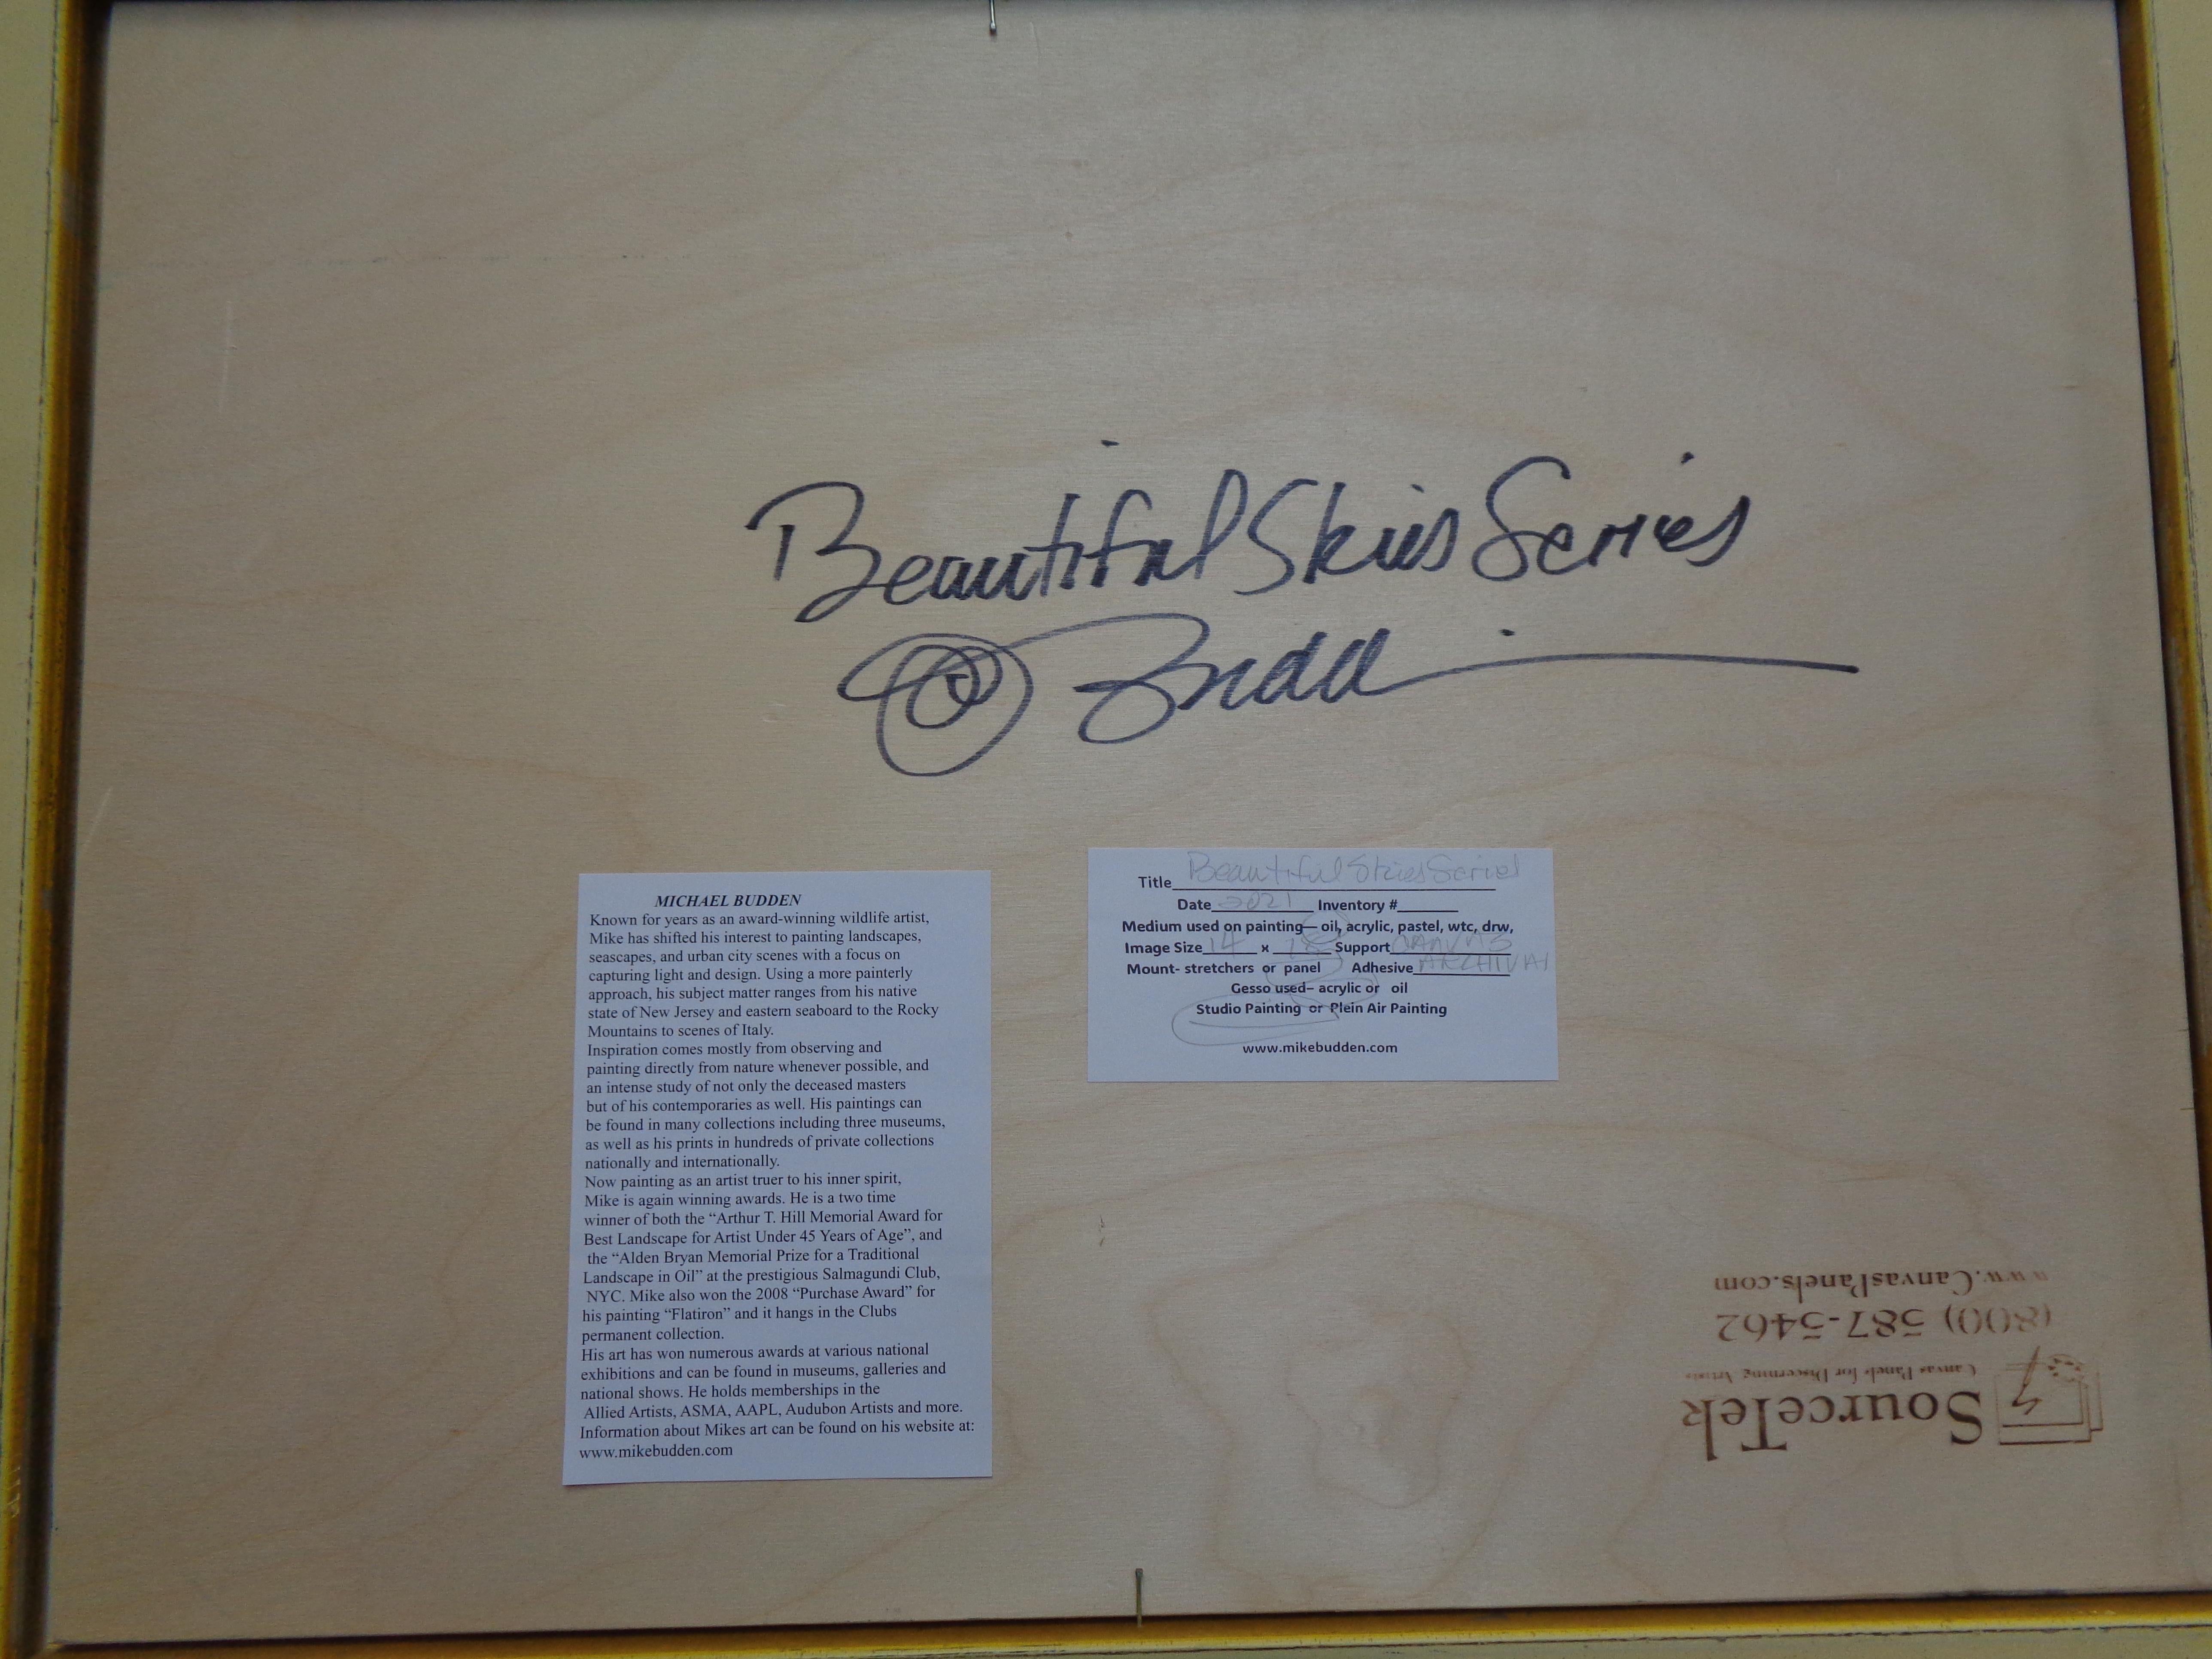 Beautiful Skies Series
© Budden
MICHAEL BUDDEN
Known for years as an award-winning wildlife artist,
Mike has shifted his interest to painting landscapes,
seascapes, and urban city scenes with a focus on
capturing light and design. Using a more painterly
approach, his subject matter ranges from his native
state of New Jersey and eastern seaboard to the Rocky
Mountains to scenes of Italy.
Inspiration comes mostly from observing and
painting directly from nature whenever possible, and
an intense study of not only the deceased masters
but of his contemporaries as well. His paintings can
be found in many collections including three museums,
as well as his prints in hundreds of private collections
nationally and internationally.
Now painting as an artist truer to his inner spirit,
Mike is again winning awards. He is a two time
winner of both the “Arthur T. Hill Memorial Award for
Best Landscape for Artist Under 45 Years of Age”, and
the “Alden Bryan Memorial Prize for a Traditional
Landscape in Oil” at the prestigious Salmagundi Club,
NYC. Mike also won the 2008 “Purchase Award” for
his painting “Flatiron” and it hangs in the Clubs
permanent collection.
His art has won numerous awards at various national
exhibitions and can be found in museums, galleries and
national shows. He holds memberships in the
Allied Artists, ASMA, AAPL, Audubon Artists and more.
Information about Mikes art can be found on his website at:
www.mikebudden.com
Title Beautiful Skies Series
Date 2021 Inventory #
Medium used on painting— oil, acrylic, pastel, wtc, drw,
Image Size 14 x 18 Support CANVAS
Mount- stretchers or panel Adhesive ARCHIVAL
Gesso used– acrylic or oil
Studio Painting or Plein Air Painting
www.mikebudden.com
SourceTek
Canvas Panels for Discerning Artists
(800) 587-5462
www.CanvasPanels.com